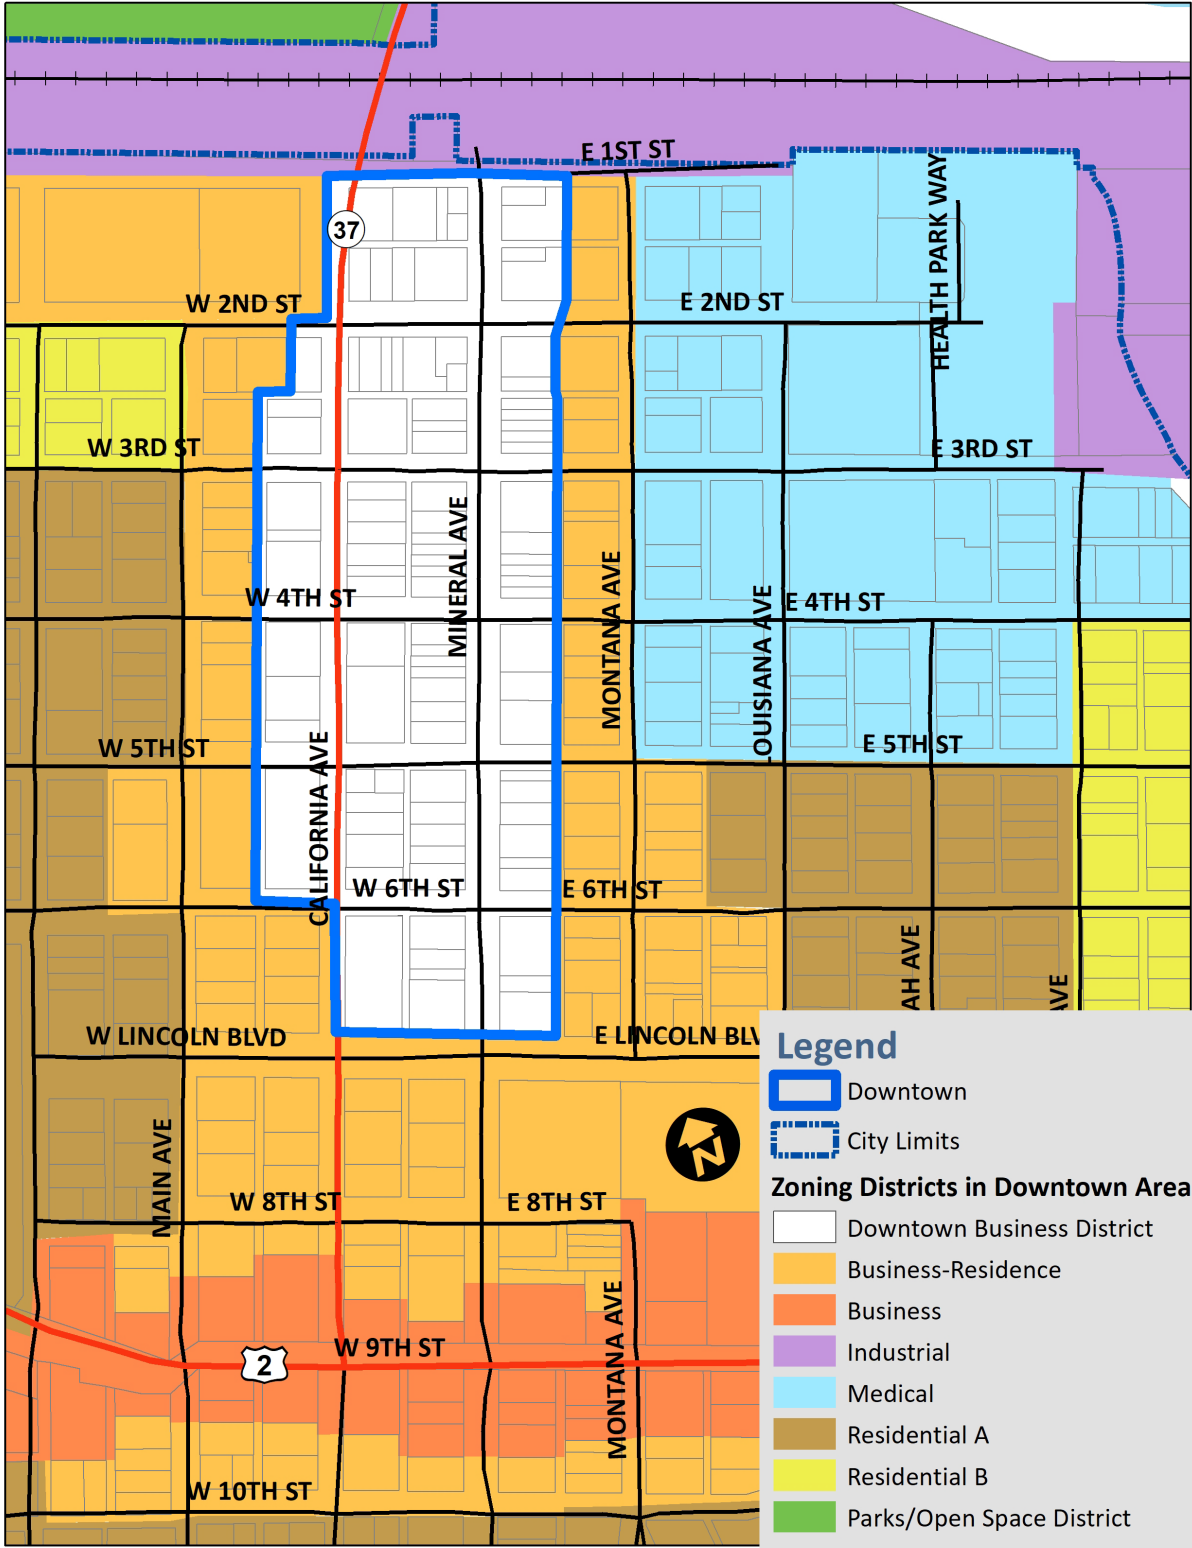 E 1ST ST
HEALTH PARK WAY
37
W 2ND ST
E 2ND ST
W 3RD ST
E 3RD ST
MINERAL AVE
MONTANA AVE
LOUISIANA AVE
W 4TH ST
E 4TH ST
W 5TH ST
E 5TH ST
CALIFORNIA AVE
W 6TH ST
E 6TH ST
AH AVE
AVE
W LINCOLN BLVD
E LINCOLN BLV
MAIN AVE
N
W 8TH ST
E 8TH ST
MONTANA AVE
W 9TH ST
2
W 10TH ST
Legend
Downtown
City Limits
Zoning Districts in Downtown Area
Downtown Business District
Business-Residence
Business
Industrial
Medical
Residential A
Residential B
Parks/Open Space District